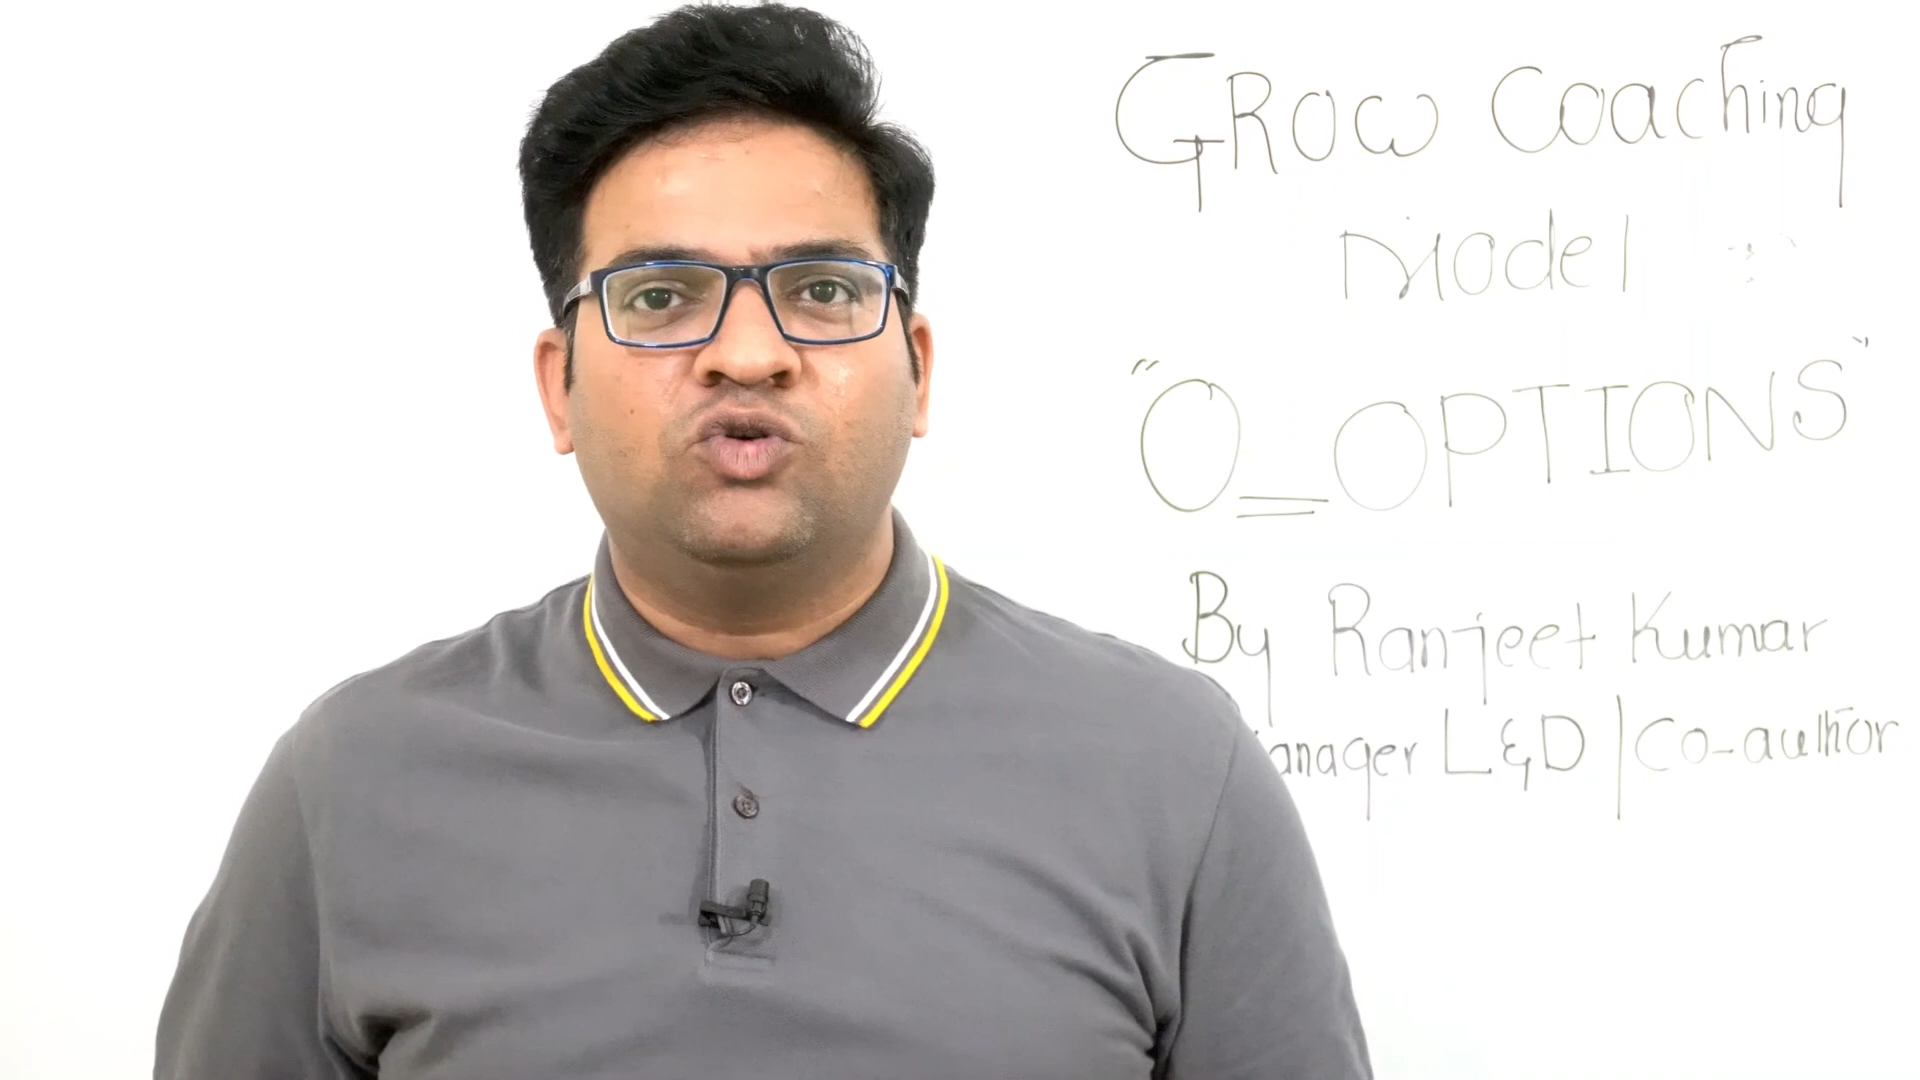 GROW Coaching
Model :
"O_OPTIONS"
By Ranjeet Kumar
anager L&D | Co-author